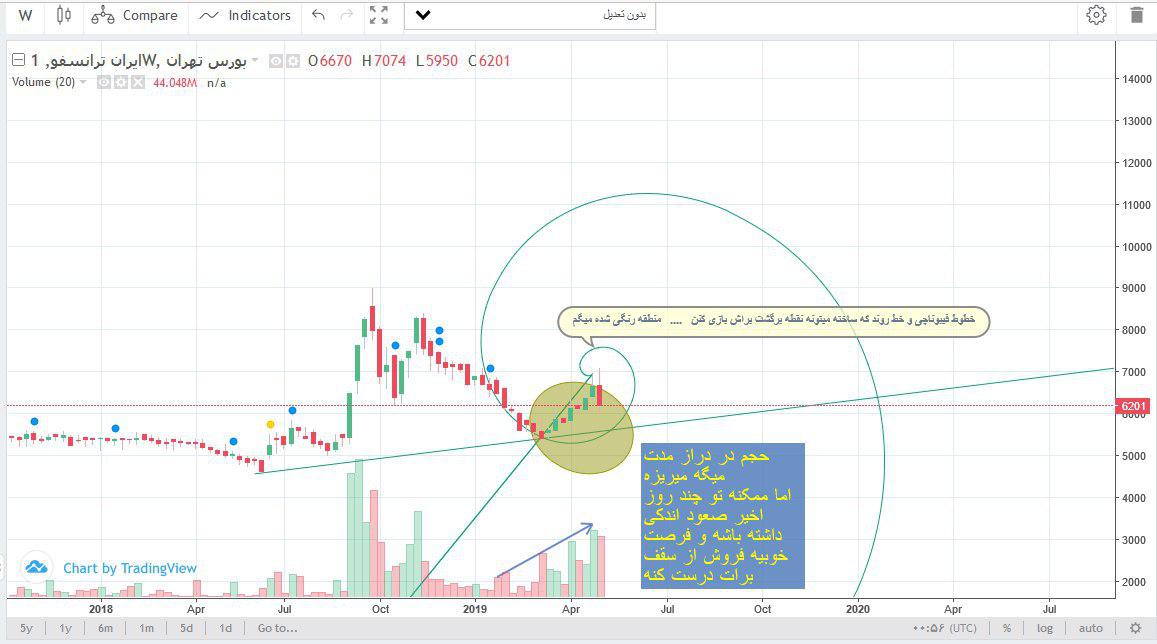 W Compare Indicators بدون تعدیل
ایران ترانسفو, 1W, بورس تهران O6670 H7074 L5950 C6201
Volume (20) 44.048M n/a
14000
13000
12000
11000
10000
9000
8000
7000
6201
6000
5000
4000
3000
2000
خطوط فیبوناچی و خط روند که ساخته میتونه نقطه برگشت براش بازی کنن .... منطقه رنگی شده میگم
حجم در دراز مدت
میگه میریزه
اما ممکنه تو چند روز
اخیر صعود اندکی
داشته باشه و فرصت
خوبیه فروش از سقف
برات درست کنه
Chart by TradingView
2018 Apr Jul Oct 2019 Apr Jul Oct 2020 Apr Jul
5y 1y 6m 1m 5d 1d Go to... ۰۰:۵۶ (UTC) % log auto